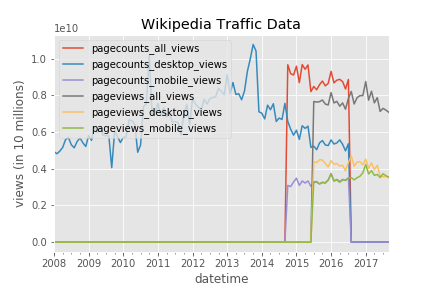 Wikipedia Traffic Data
1e10
pagecounts_all_views
pagecounts_desktop_views
pagecounts_mobile_views
pageviews_all_views
pageviews_desktop_views
pageviews_mobile_views
1.0
0.8
0.6
0.4
0.2
0.0
views (in 10 millions)
2008 2009 2010 2011 2012 2013 2014 2015 2016 2017
datetime